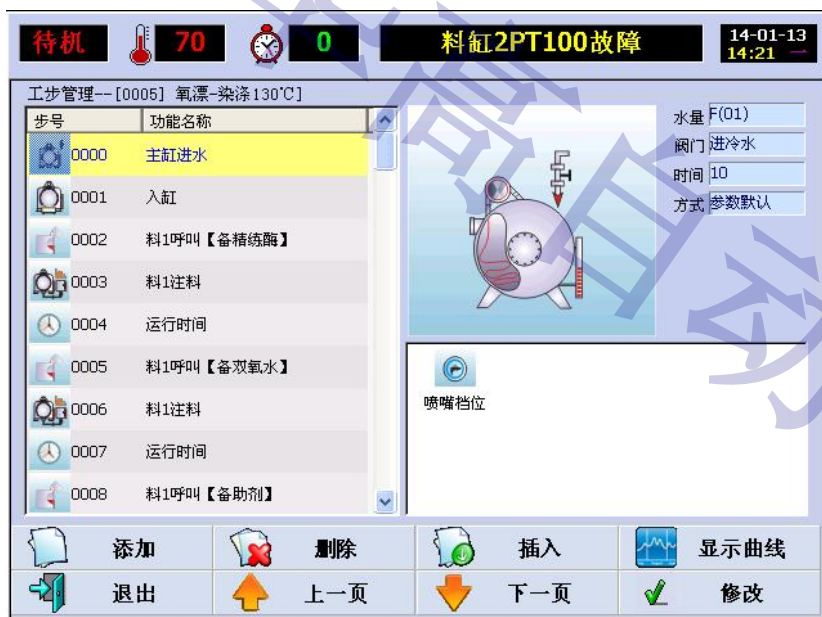 待机 70 0 料缸2PT100故障 14-01-13
14:21 一
工步管理--[0005] 氧漂-染涤130℃]
步号 功能名称
0000 主缸进水
0001 入缸
0002 料1呼叫【备精练酶】
0003 料1注料
0004 运行时间
0005 料1呼叫【备双氧水】
0006 料1注料
0007 运行时间
0008 料1呼叫【备助剂】
水量 F(01)
阀门 进冷水
时间 10
方式 参数默认
喷嘴档位
添加 删除 插入 显示曲线
退出 上一页 下一页 修改
高自动